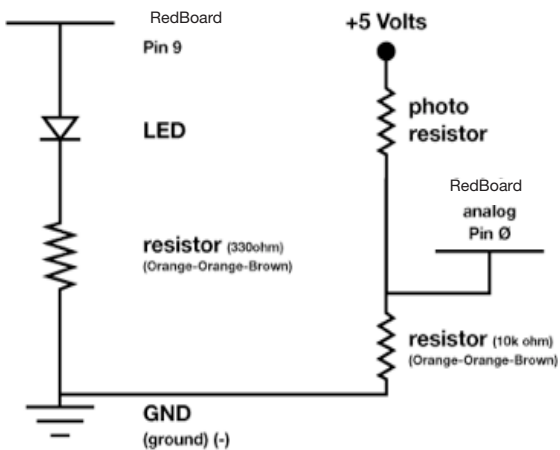 RedBoard
Pin 9
LED
resistor (330ohm)
(Orange-Orange-Brown)
GND
(ground) (-)
+5 Volts
photo
resistor
RedBoard
analog
Pin Ø
resistor (10k ohm)
(Orange-Orange-Brown)